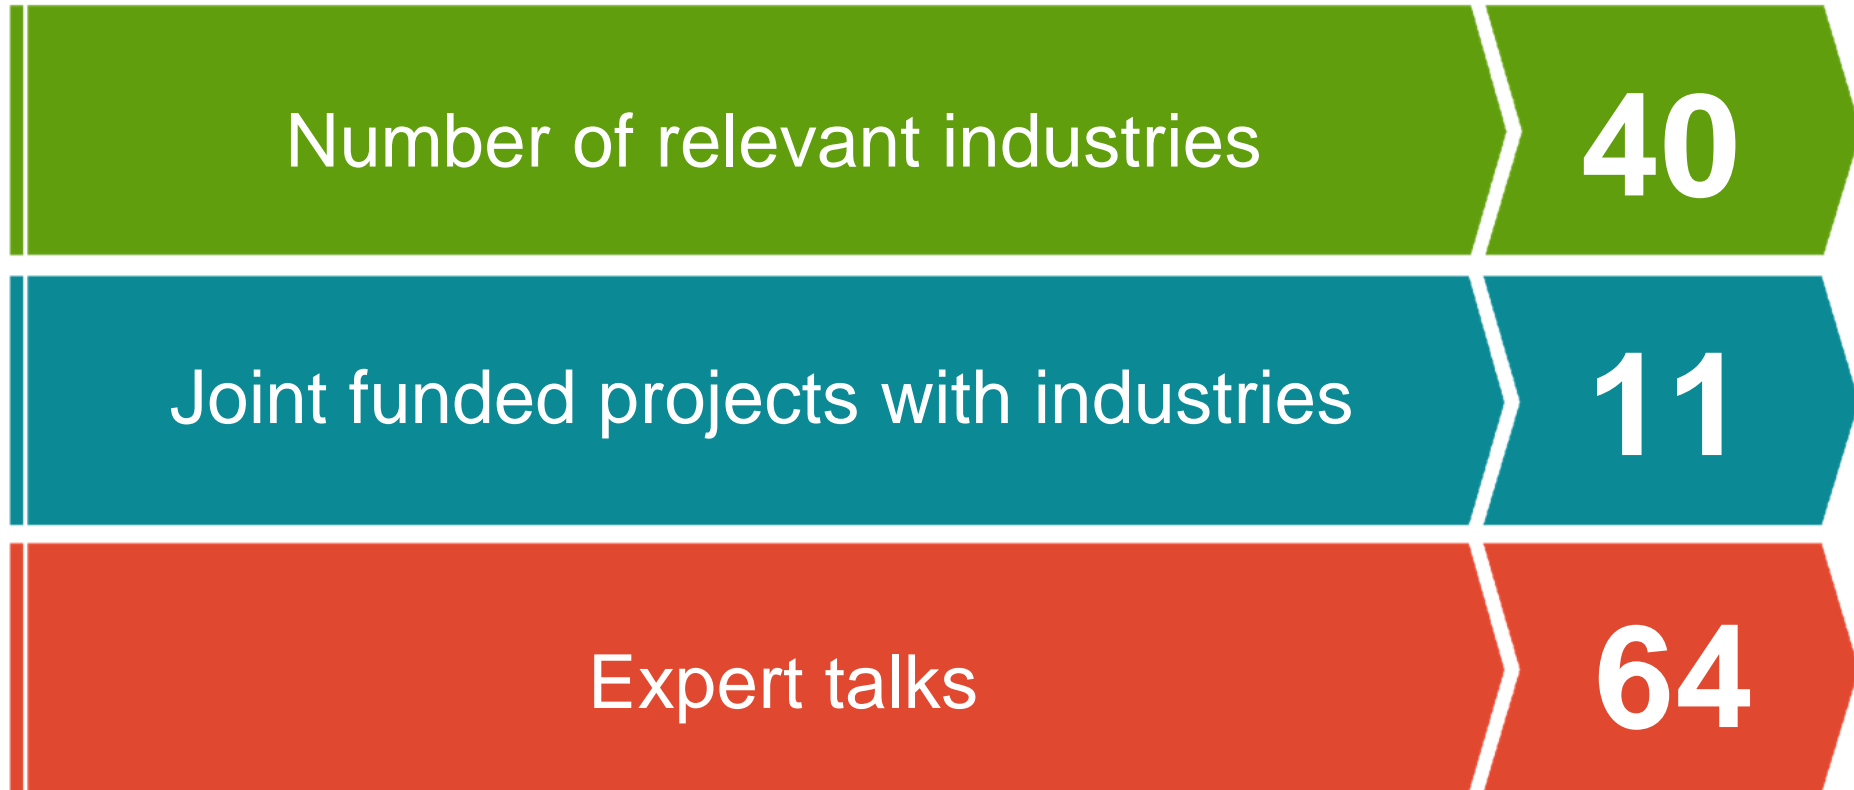 Number of relevant industries 40
Joint funded projects with industries 11
Expert talks 64